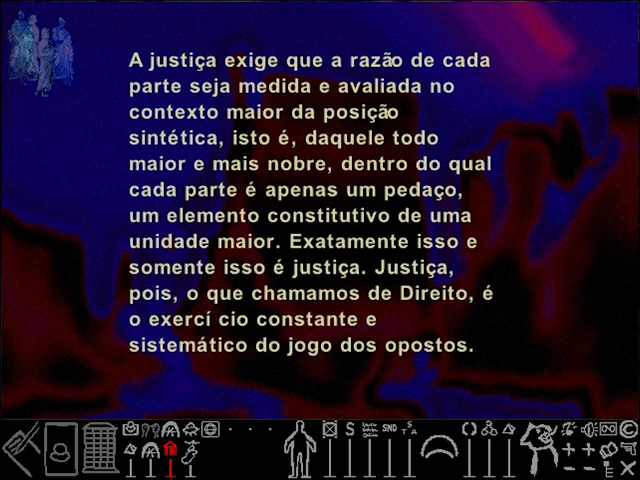 A justiça exige que a razão de cada
parte seja medida e avaliada no
contexto maior da posição
sintética, isto é, daquele todo
maior e mais nobre, dentro do qual
cada parte é apenas um pedaço,
um elemento constitutivo de uma
unidade maior. Exatamente isso e
somente isso é justiça. Justiça,
pois, o que chamamos de Direito, é
o exercí cio constante e
sistemático do jogo dos opostos.
S SND